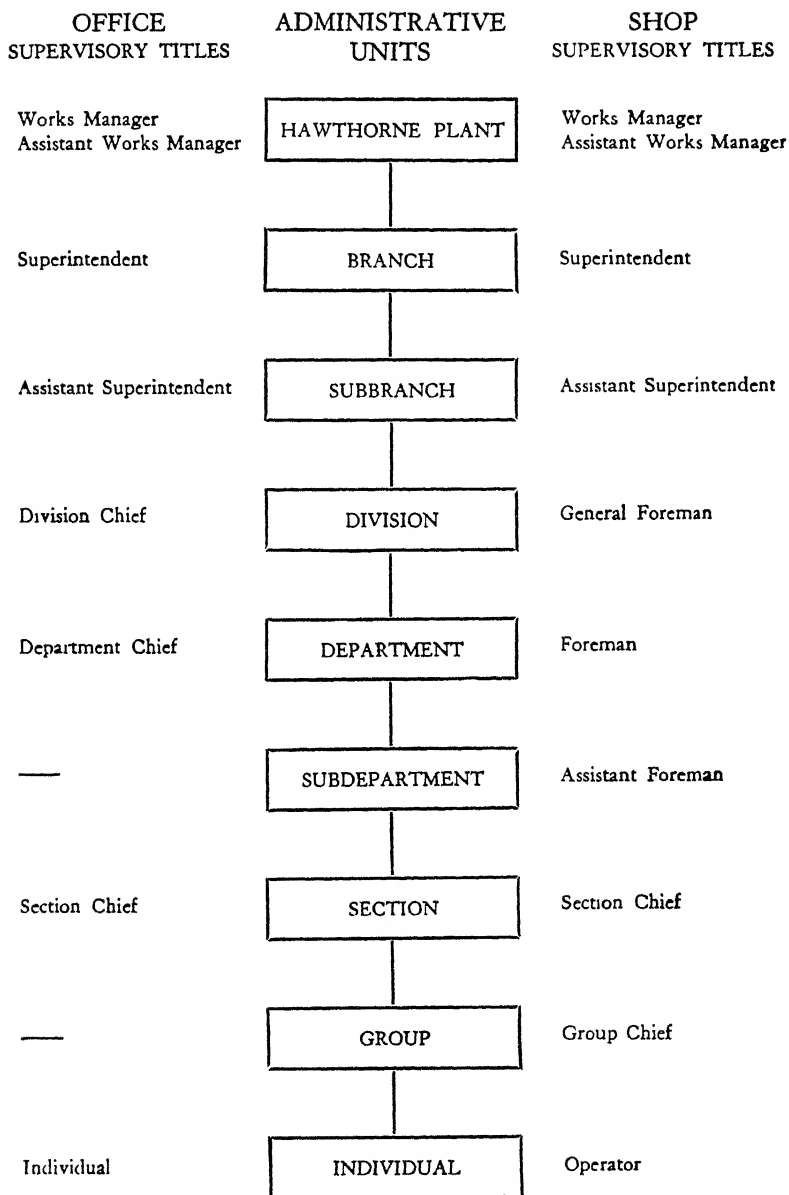 OFFICE ADMINISTRATIVE SHOP
SUPERVISORY TITLES UNITS SUPERVISORY TITLES
Works Manager HAWTHORNE PLANT Works Manager
Assistant Works Manager Assistant Works Manager
Superintendent BRANCH Superintendent
Assistant Superintendent SUBBRANCH Assistant Superintendent
Division Chief DIVISION General Foreman
Department Chief DEPARTMENT Foreman
— SUBDEPARTMENT Assistant Foreman
Section Chief SECTION Section Chief
— GROUP Group Chief
Individual INDIVIDUAL Operator